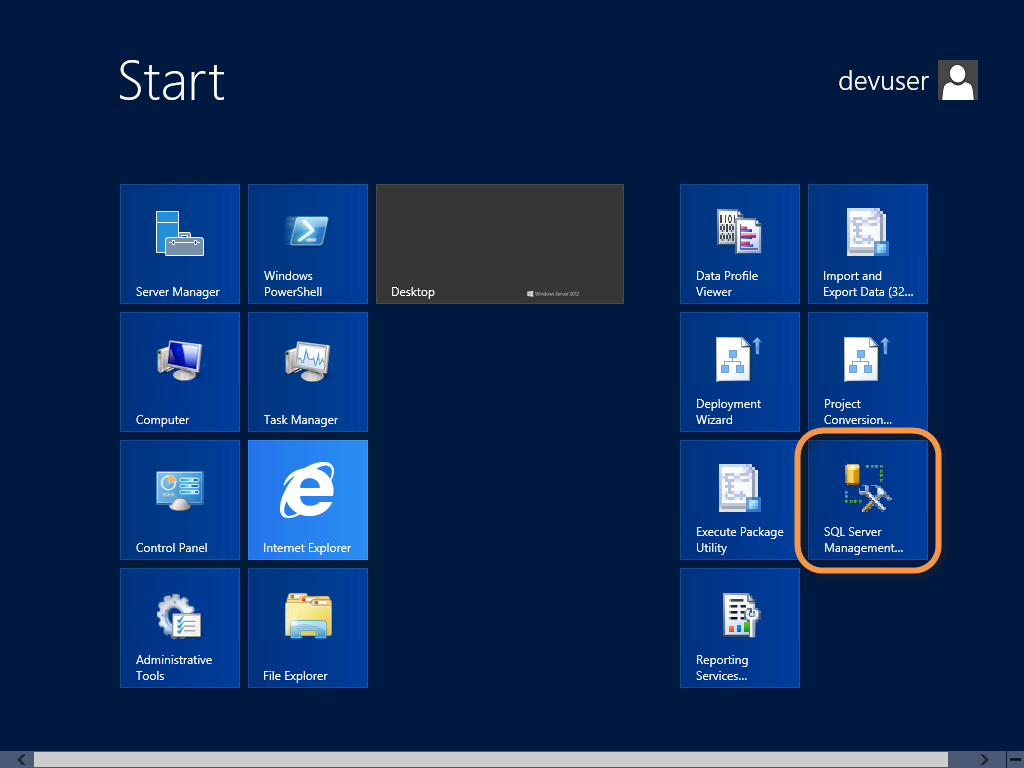 Start
devuser
Server Manager
Windows
PowerShell
Desktop
Windows Server 2012
Data Profile
Viewer
Import and
Export Data (32...
Computer
Task Manager
Deployment
Wizard
Project
Conversion...
Control Panel
Internet Explorer
Execute Package
Utility
SQL Server
Management...
Administrative
Tools
File Explorer
Reporting
Services...